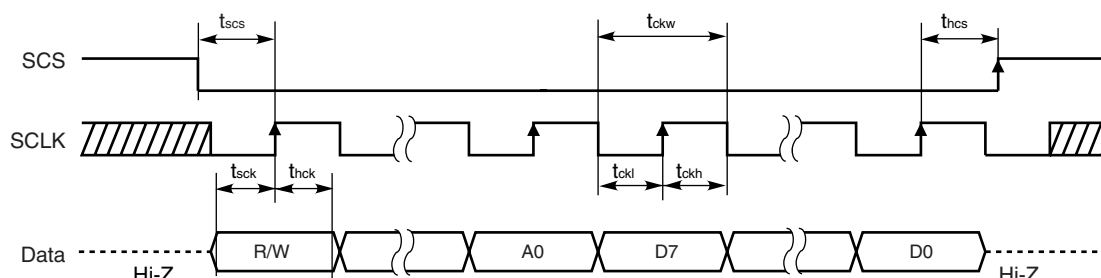 tscs tckw thcs
SCS
SCLK
tsck thck tckl tckh
Data R/W A0 D7 D0
Hi-Z Hi-Z